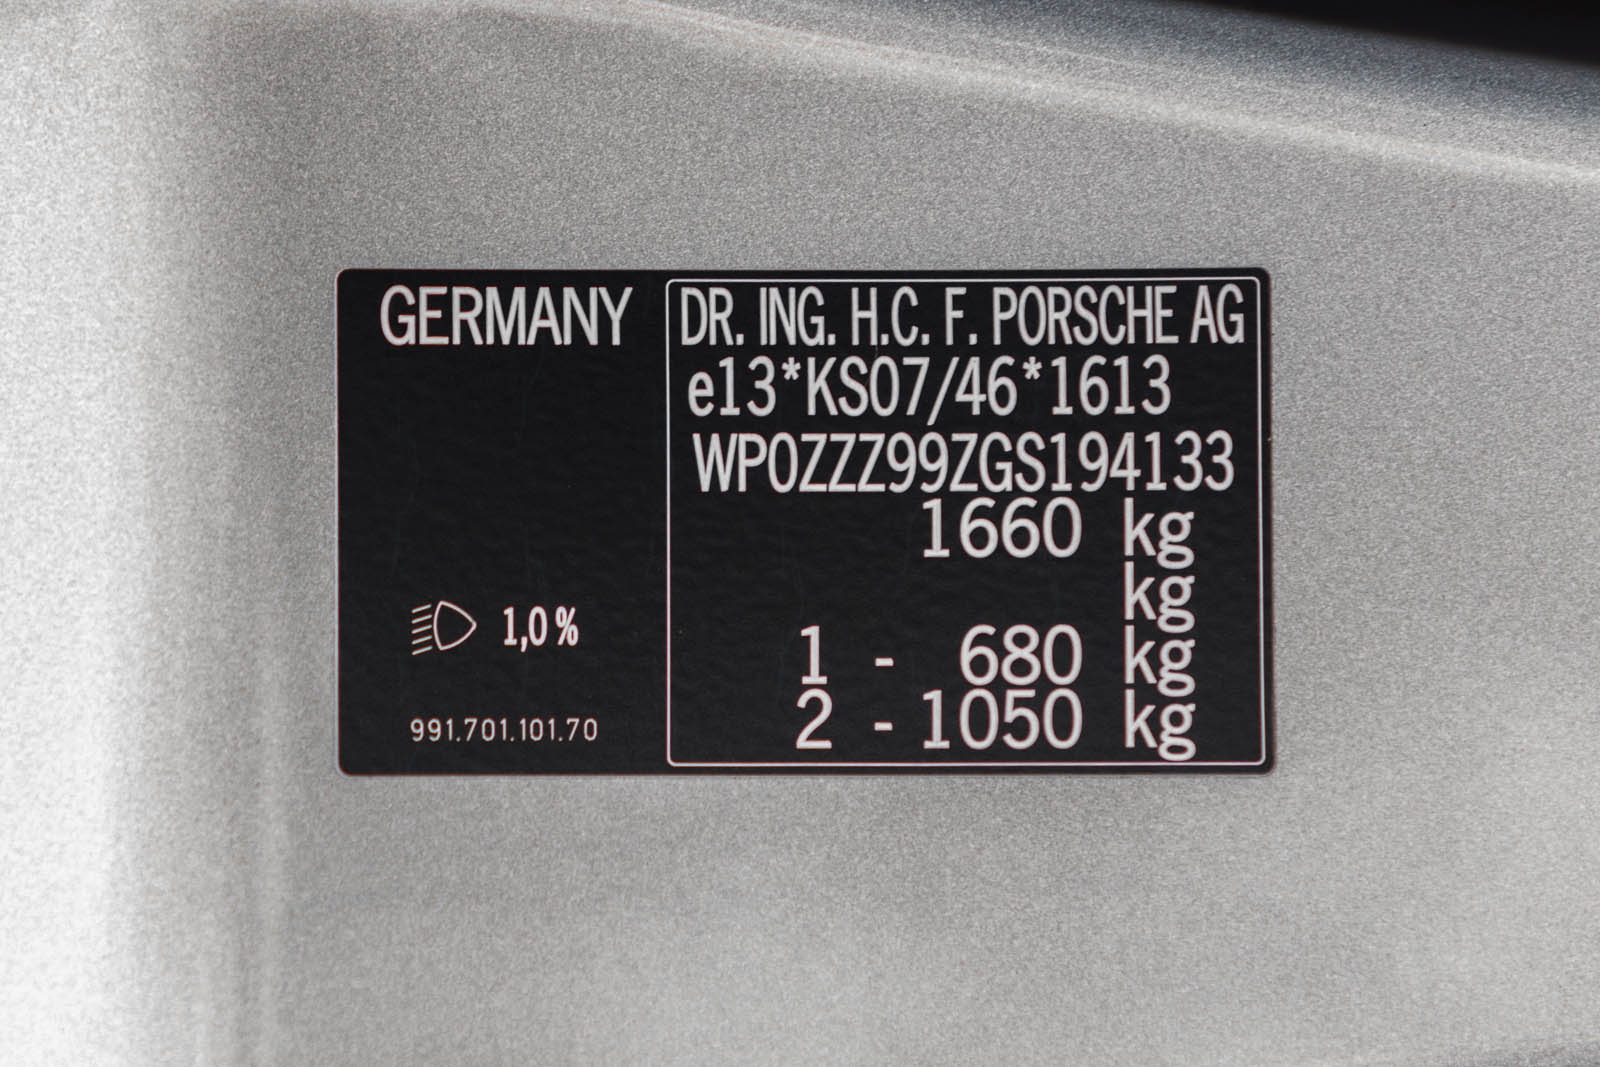 GERMANY
1,0 %
991.701.101.70
DR. ING. H.C. F. PORSCHE AG
e13*KS07/46*1613
WP0ZZZ99ZGS194133
1660 kg
kg
1 - 680 kg
2 - 1050 kg